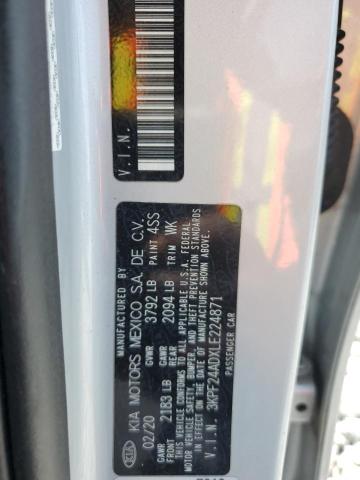 V.I.N.
MANUFACTURED BY
KIA KIA MOTORS MEXICO S.A. DE C.V.
02/20 GVWR 3792 LB PAINT 4SS
GAWR FRONT 2183 LB GAWR REAR 2094 LB TRIM WK
THIS VEHICLE CONFORMS TO ALL APPLICABLE U.S.A. FEDERAL
MOTOR VEHICLE SAFETY, BUMPER, AND THEFT PREVENTION STANDARDS
IN EFFECT ON THE DATE OF MANUFACTURE SHOWN ABOVE.
V.I.N. 3KPF24ADXLE224871
PASSENGER CAR